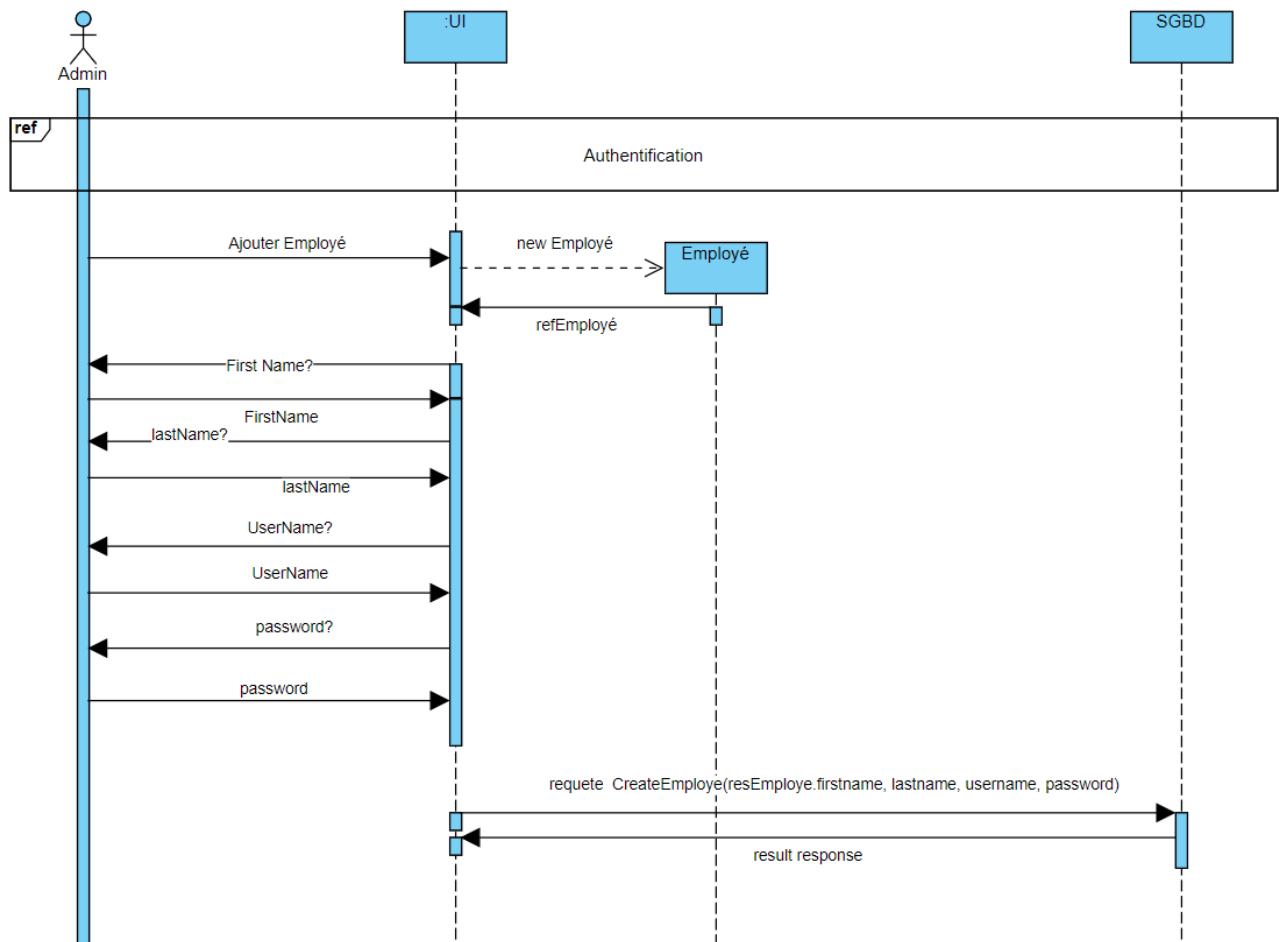 :UI
SGBD
Admin
ref
Authentification
Ajouter Employé
new Employé
Employé
refEmployé
First Name?
FirstName
lastName?
lastName
UserName?
UserName
password?
password
requete CreateEmploye(resEmploye.firstname, lastname, username, password)
result response